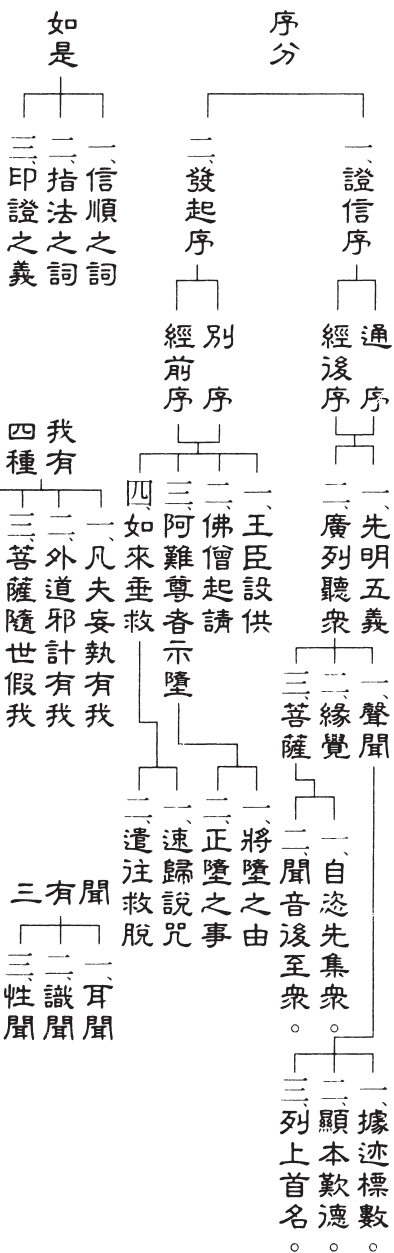 序分
一、證信序
通序
經後序
一、先明五義
二、廣列聽衆
一、聲聞
二、緣覺
三、菩薩
一、自恣先集衆。
二、聞音後至衆。
一、據迹標數。
二、顯本歎德。
三、列上首名。
二、發起序
別序
經前序
一、王臣設供
二、佛僧起請
三、阿難尊者示墮
四、如來垂救
一、將墮之由
二、正墮之事
一、速歸說咒
二、遣往救脫
如是
一、信順之詞
二、指法之詞
三、印證之義
我有
四種
一、凡夫妄執有我
二、外道邪計有我
三、菩薩隨世假我
聞有三
一、耳聞
二、識聞
三、性聞